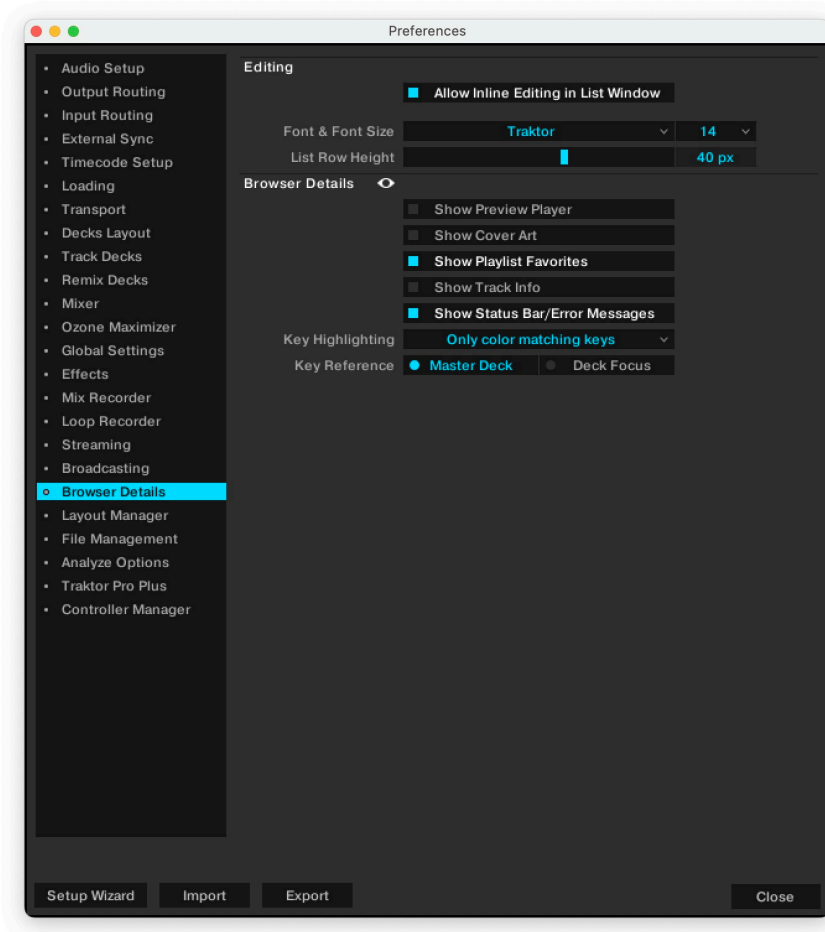 Preferences
Audio Setup
Output Routing
Input Routing
External Sync
Timecode Setup
Loading
Transport
Decks Layout
Track Decks
Remix Decks
Mixer
Ozone Maximizer
Global Settings
Effects
Mix Recorder
Loop Recorder
Streaming
Broadcasting
Browser Details
Layout Manager
File Management
Analyze Options
Traktor Pro Plus
Controller Manager
Editing
Allow Inline Editing in List Window
Font & Font Size Traktor 14
List Row Height 40 px
Browser Details
Show Preview Player
Show Cover Art
Show Playlist Favorites
Show Track Info
Show Status Bar/Error Messages
Key Highlighting Only color matching keys
Key Reference Master Deck Deck Focus
Setup Wizard Import Export Close